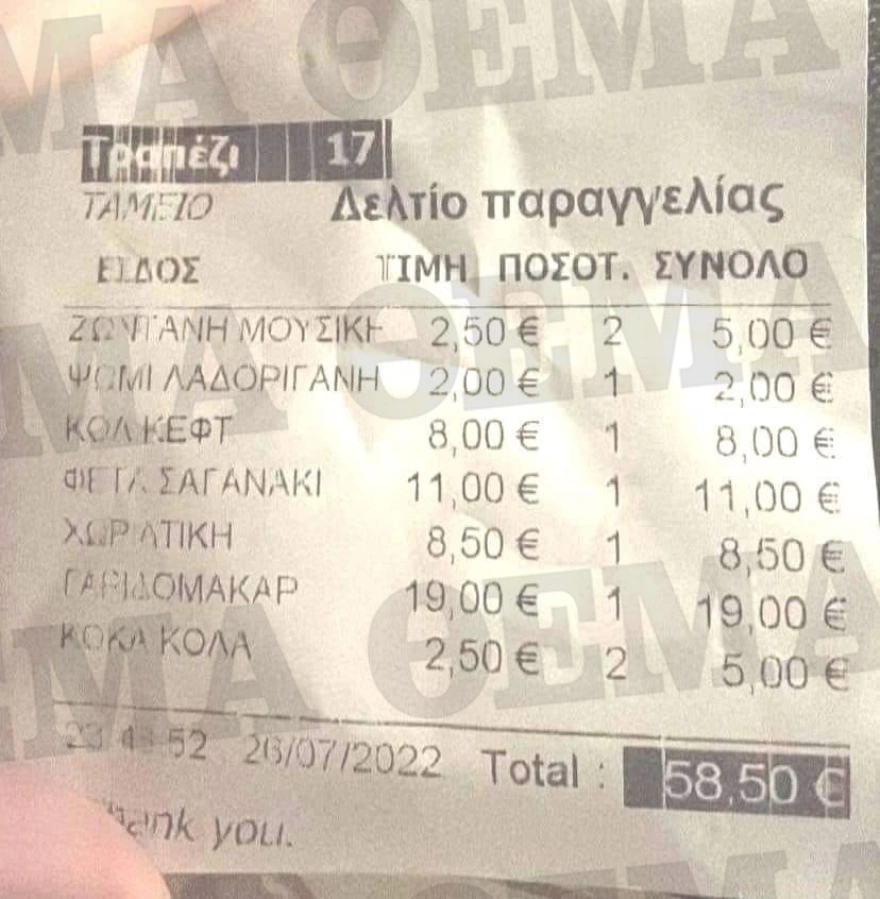 Τραπέζι 17
ΤΑΜΕΙΟ Δελτίο παραγγελίας
ΕΙΔΟΣ ΤΙΜΗ ΠΟΣΟΤ. ΣΥΝΟΛΟ
ΖΩΝΤΑΝΗ ΜΟΥΣΙΚΗ 2,50 € 2 5,00 €
ΨΩΜΙ ΛΑΔΟΡΙΓΑΝΗ 2,00 € 1 2,00 €
ΚΟΛ ΚΕΦΤ 8,00 € 1 8,00 €
ΦΕΤΑ ΣΑΓΑΝΑΚΙ 11,00 € 1 11,00 €
ΧΩΡΙΑΤΙΚΗ 8,50 € 1 8,50 €
ΓΑΡΙΔΟΜΑΚΑΡ 19,00 € 1 19,00 €
ΚΟΚΑ ΚΟΛΑ 2,50 € 2 5,00 €
26/07/2022 Total : 58,50 €
Thank you.
ΘΕΜΑ